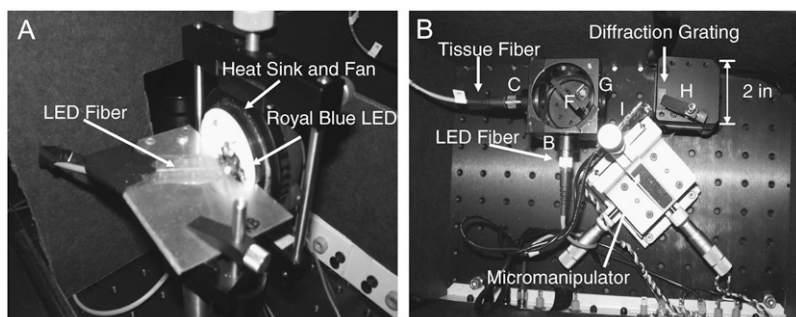 A
Heat Sink and Fan
Royal Blue LED
LED Fiber
B
Diffraction Grating
Tissue Fiber
C
G
F
H
I
2 in
B
LED Fiber
Micromanipulator